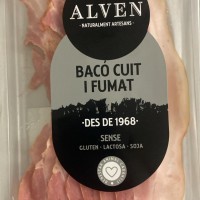 ALVEN
· NATURALMENT ARTESANS ·
BACÓ CUIT
I FUMAT
· DES DE 1968 ·
SENSE
GLUTEN · LACTOSA · SOJA